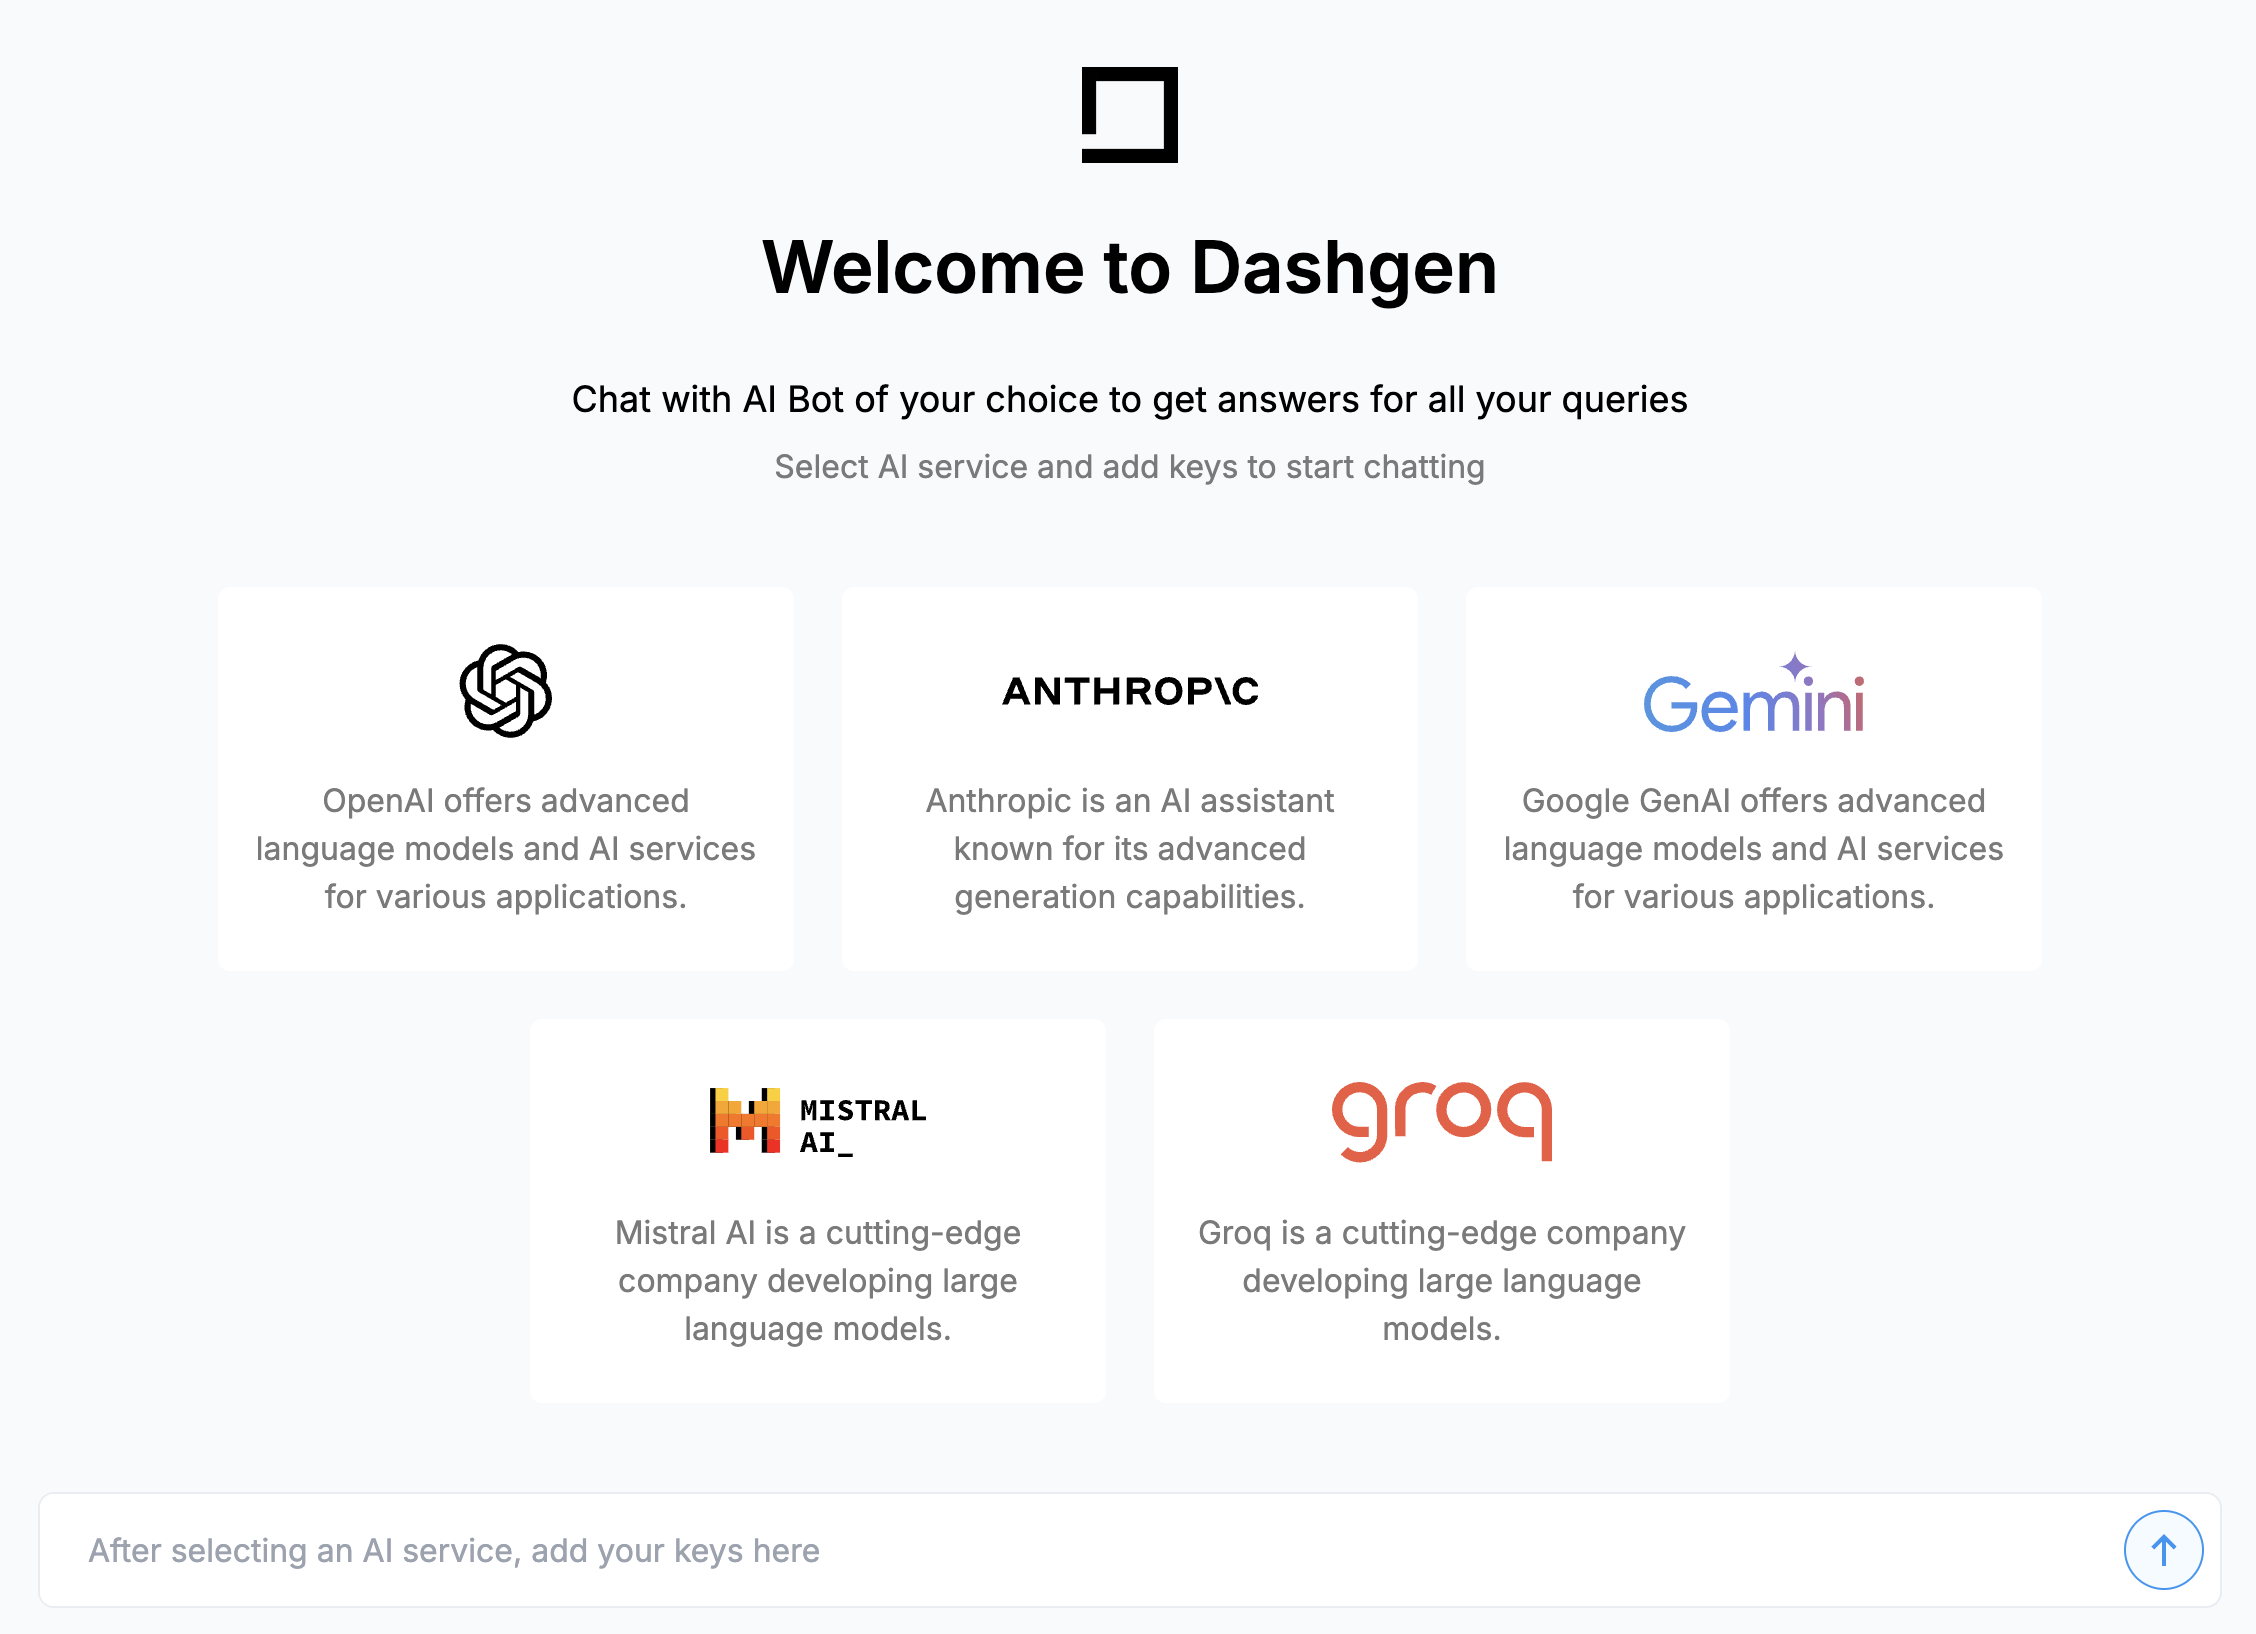 Welcome to Dashgen
Chat with AI Bot of your choice to get answers for all your queries
Select AI service and add keys to start chatting
OpenAI offers advanced
language models and AI services
for various applications.
ANTHROP\C
Anthropic is an AI assistant
known for its advanced
generation capabilities.
Gemini
Google GenAI offers advanced
language models and AI services
for various applications.
MISTRAL
AI_
Mistral AI is a cutting-edge
company developing large
language models.
groq
Groq is a cutting-edge company
developing large language
models.
After selecting an AI service, add your keys here